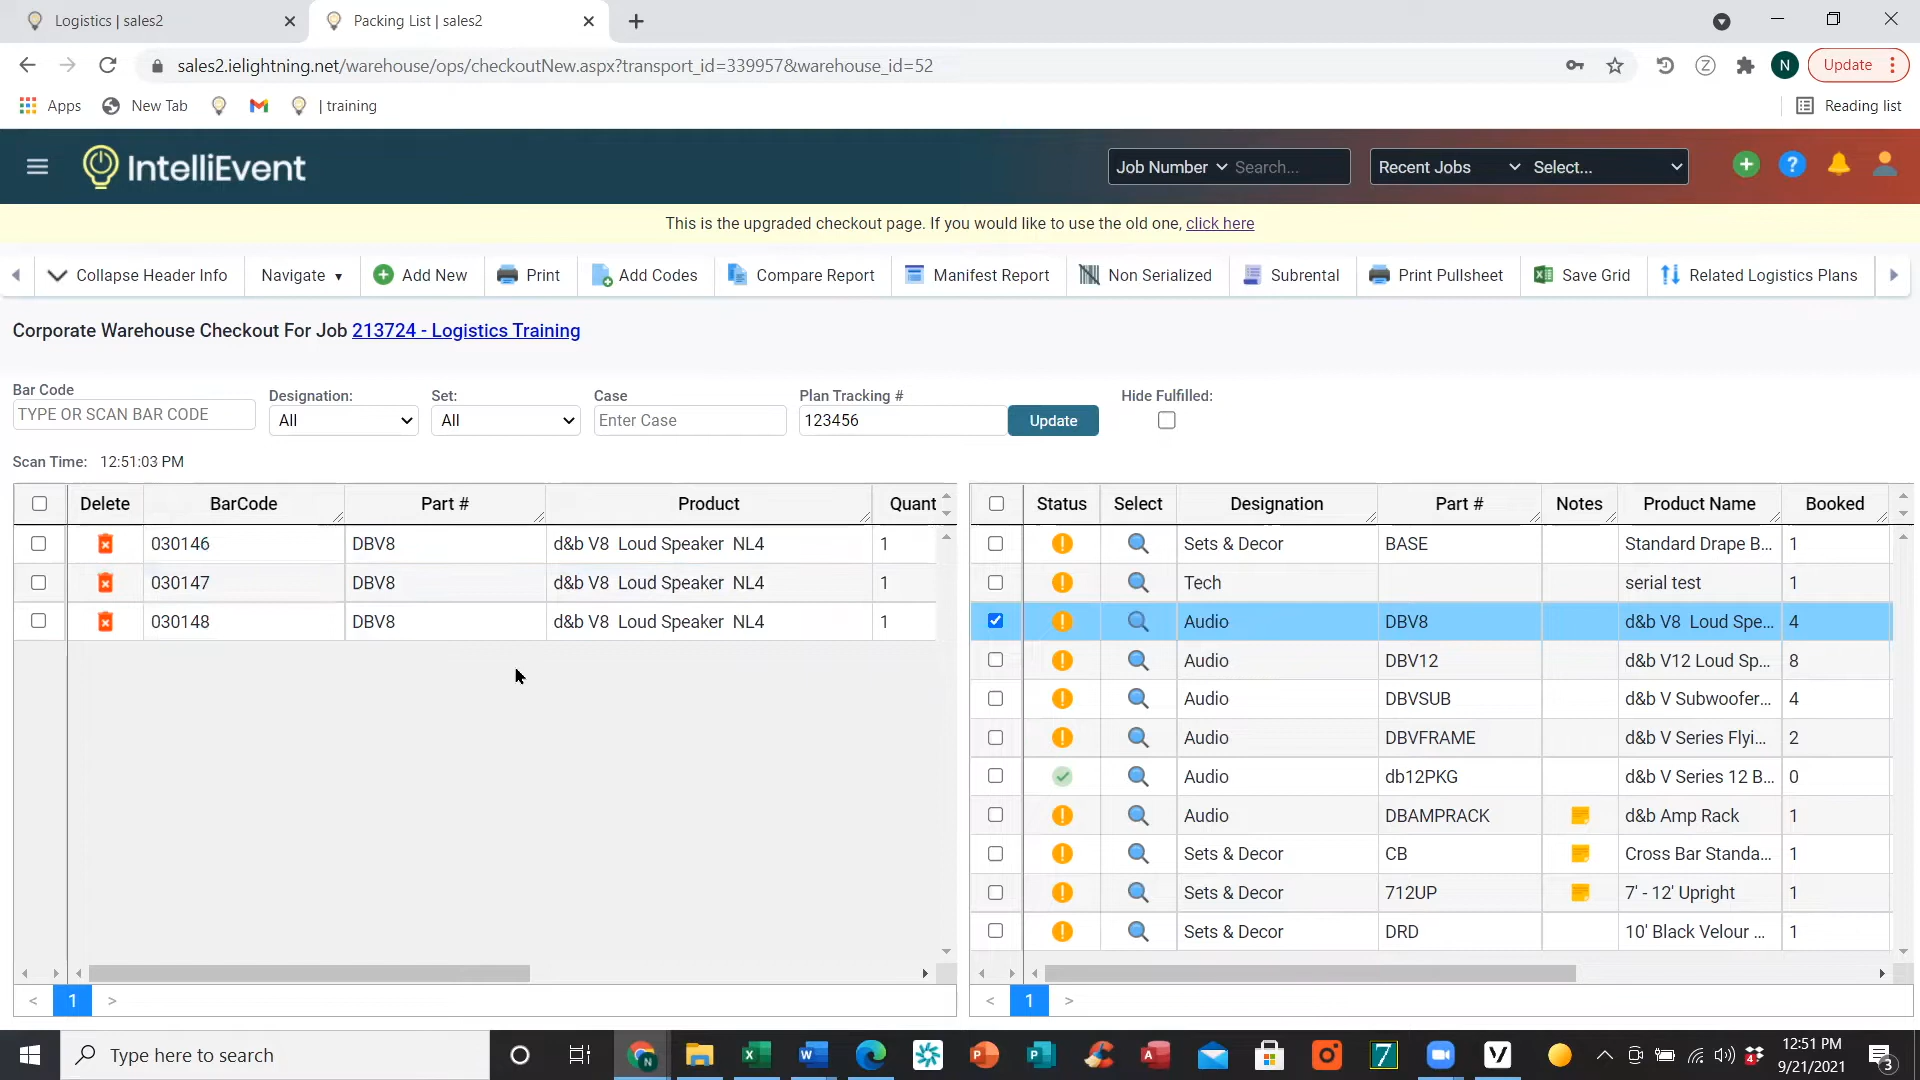 Logistics | sales2
Packing List | sales2
sales2.ielightning.net/warehouse/ops/checkoutNew.aspx?transport_id=339957&warehouse_id=52
Z
N
Update
Apps
New Tab
| training
Reading list
IntelliEvent
Job Number Search...
Recent Jobs Select...
This is the upgraded checkout page. If you would like to use the old one, click here
Collapse Header Info Navigate Add New Print Add Codes Compare Report Manifest Report Non Serialized Subrental Print Pullsheet Save Grid Related Logistics Plans
Corporate Warehouse Checkout For Job 213724 - Logistics Training
Bar Code Designation: Set: Case Plan Tracking # Hide Fulfilled:
TYPE OR SCAN BAR CODE All All Enter Case 123456 Update
Scan Time: 12:51:03 PM
Delete BarCode Part # Product Quant
030146 DBV8 d&b V8 Loud Speaker NL4 1
030147 DBV8 d&b V8 Loud Speaker NL4 1
030148 DBV8 d&b V8 Loud Speaker NL4 1
< 1 >
Status Select Designation Part # Notes Product Name Booked
Sets & Decor BASE Standard Drape B... 1
Tech serial test 1
Audio DBV8 d&b V8 Loud Spe... 4
Audio DBV12 d&b V12 Loud Sp... 8
Audio DBVSUB d&b V Subwoofer... 4
Audio DBVFRAME d&b V Series Flyi... 2
Audio db12PKG d&b V Series 12 B... 0
Audio DBAMPRACK d&b Amp Rack 1
Sets & Decor CB Cross Bar Standa... 1
Sets & Decor 712UP 7' - 12' Upright 1
Sets & Decor DRD 10' Black Velour ... 1
< 1 >
Type here to search
12:51 PM
9/21/2021
3